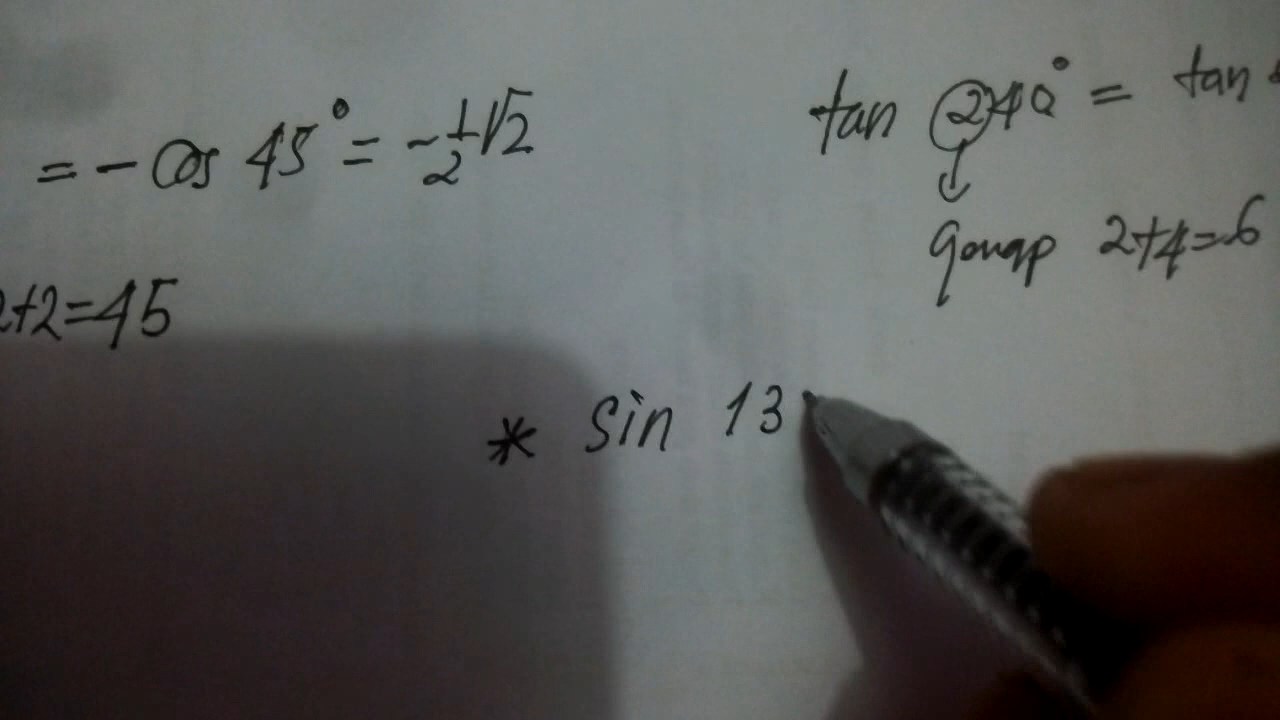 = - cos 45° = -1/2√2
2+2=45
tan 240° = tan
genap 2+4=6
* sin 13